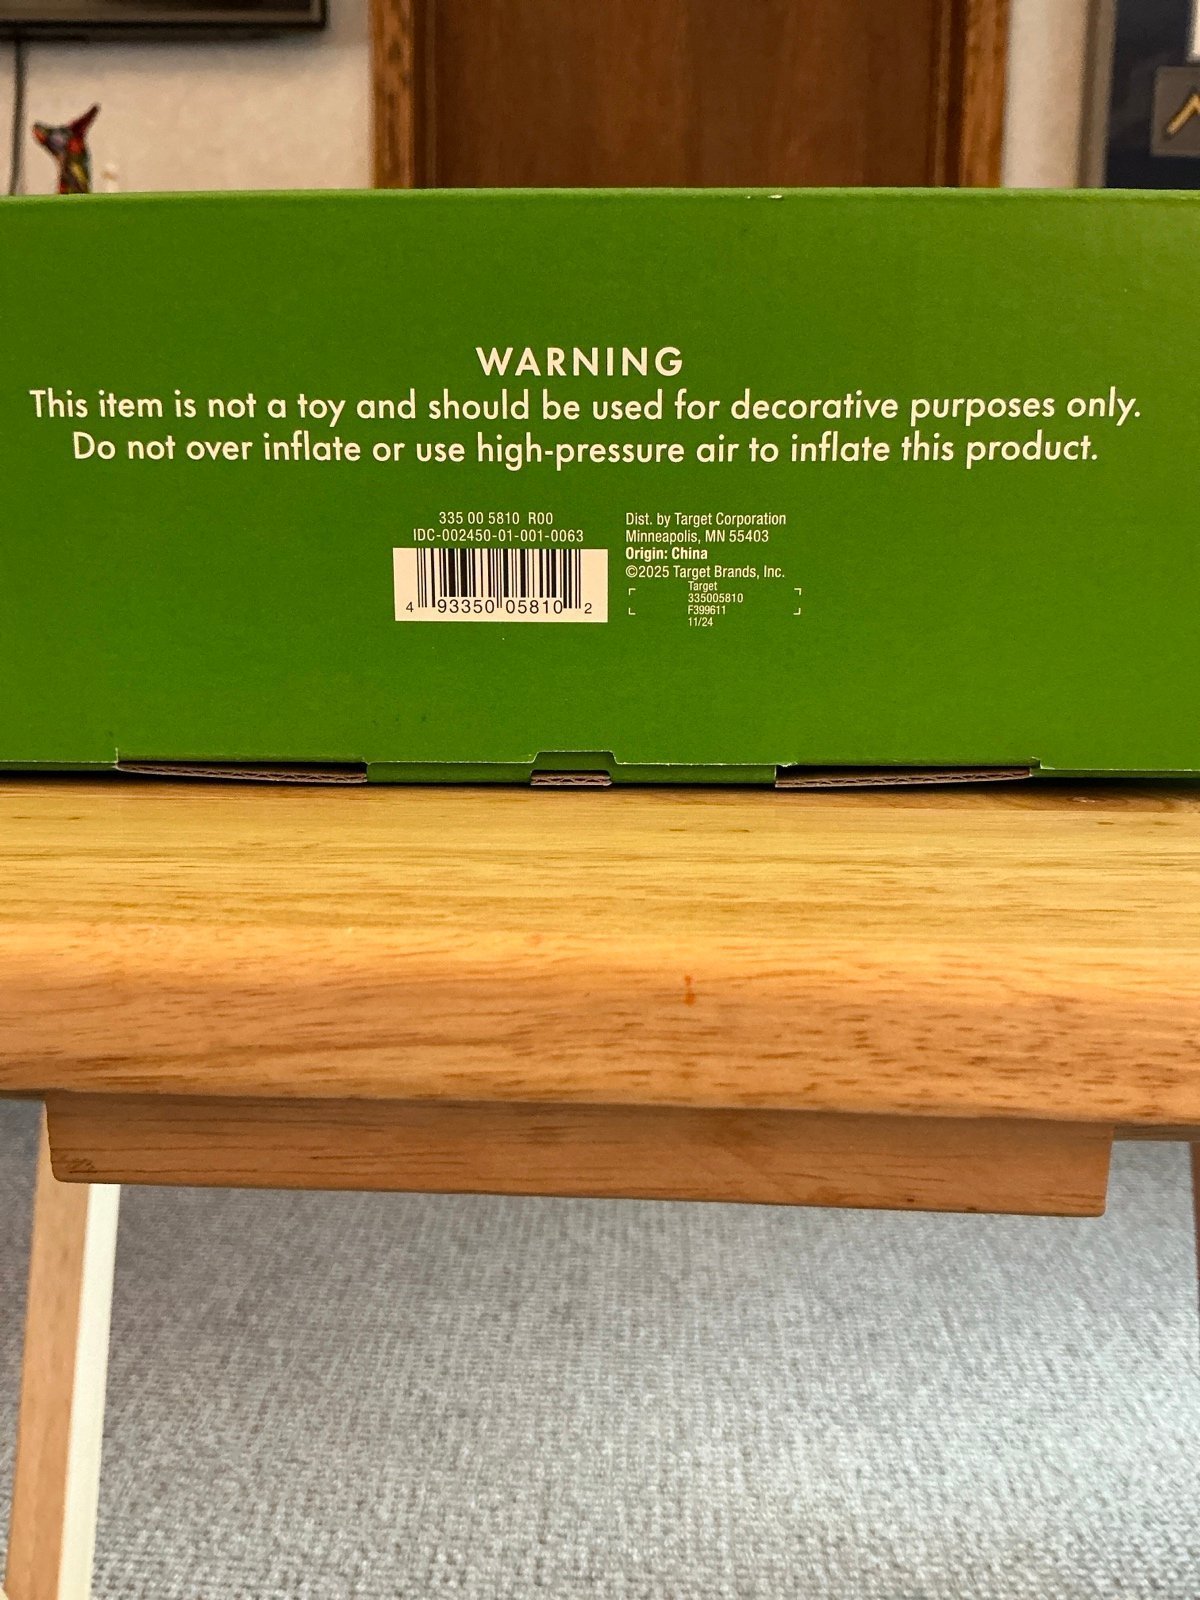 WARNING
This item is not a toy and should be used for decorative purposes only.
Do not over inflate or use high-pressure air to inflate this product.
335 00 5810 R00
IDC-002450-01-001-0063
4 93350 05810 2
Dist. by Target Corporation
Minneapolis, MN 55403
Origin: China
©2025 Target Brands, Inc.
Target
335005810
F399611
11/24